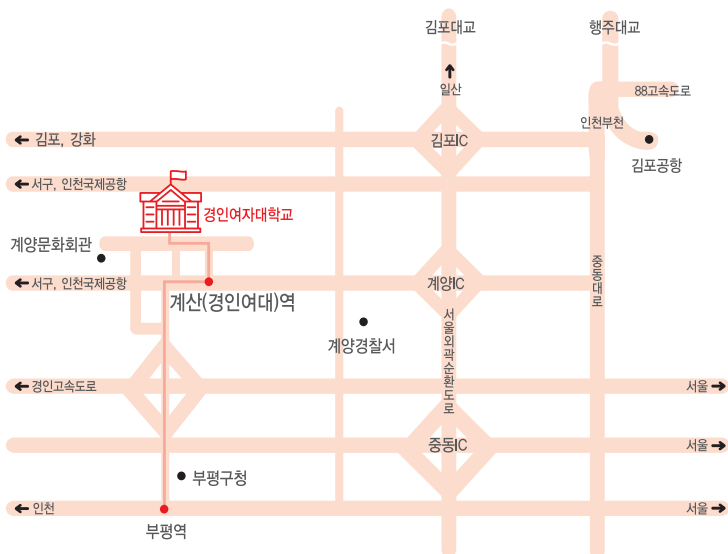 김포대교
행주대교
일산
88고속도로
인천부천
김포, 강화
김포IC
김포공항
서구, 인천국제공항
경인여자대학교
계양문화회관
서구, 인천국제공항
계양IC
중동대로
계산(경인여대)역
서울외곽순환도로
계양경찰서
경인고속도로
서울
중동IC
서울
부평구청
인천
서울
부평역